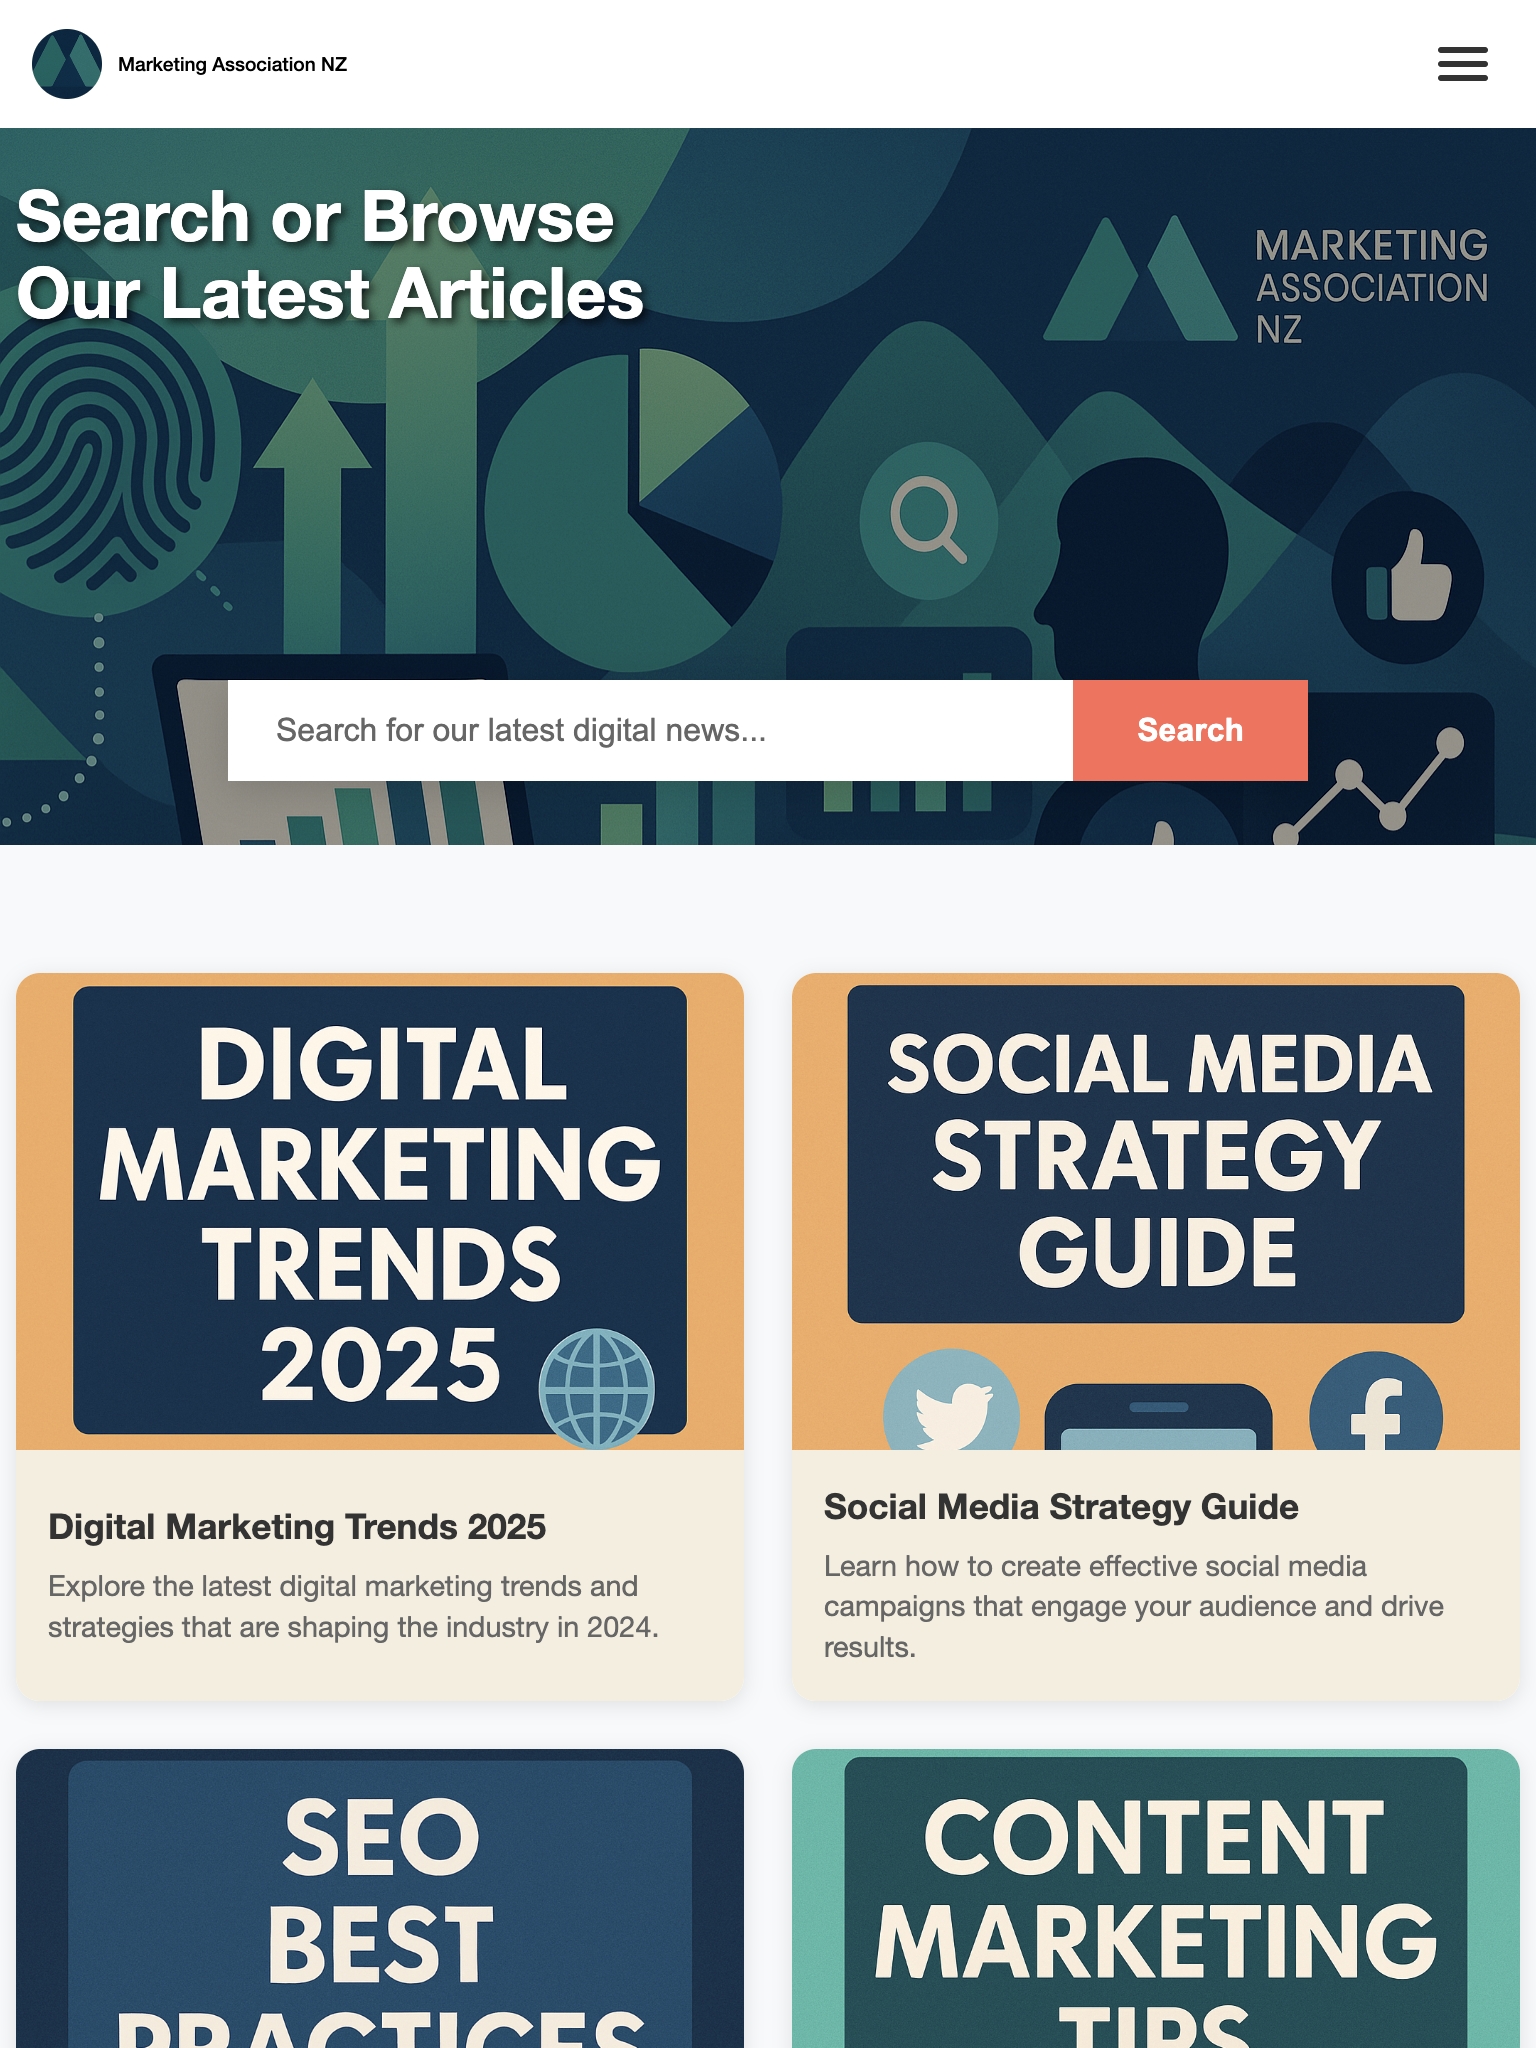 Marketing Association NZ
Search or Browse
Our Latest Articles
MARKETING
ASSOCIATION
NZ
Search for our latest digital news...
Search
DIGITAL
MARKETING
TRENDS
2025
Digital Marketing Trends 2025
Explore the latest digital marketing trends and
strategies that are shaping the industry in 2024.
SOCIAL MEDIA
STRATEGY
GUIDE
Social Media Strategy Guide
Learn how to create effective social media
campaigns that engage your audience and drive
results.
SEO
BEST
PRACTICES
CONTENT
MARKETING
TIPS